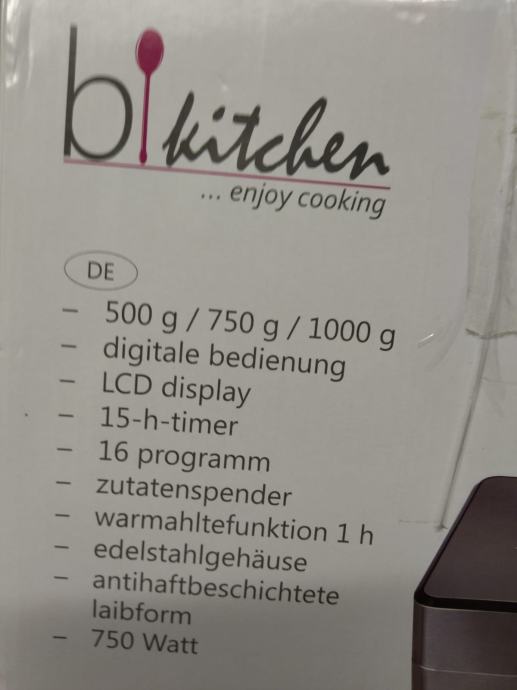 bi kitchen
... enjoy cooking
DE
– 500 g / 750 g / 1000 g
– digitale bedienung
– LCD display
– 15-h-timer
– 16 programm
– zutatenspender
– warmahltefunktion 1 h
– edelstahlgehäuse
– antihaftbeschichtete
laibform
– 750 Watt